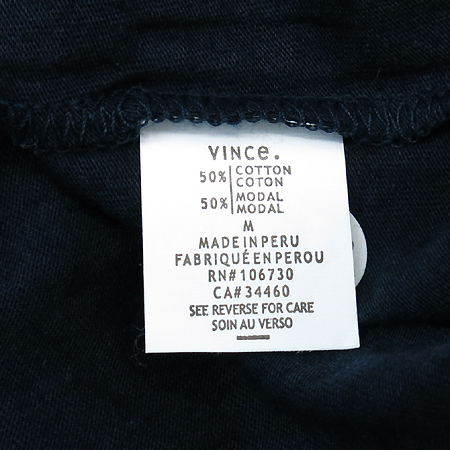 VINCE.
50% COTTON
COTON
50% MODAL
MODAL
M
MADE IN PERU
FABRIQUÉ EN PEROU
RN# 106730
CA# 34460
SEE REVERSE FOR CARE
SOIN AU VERSO